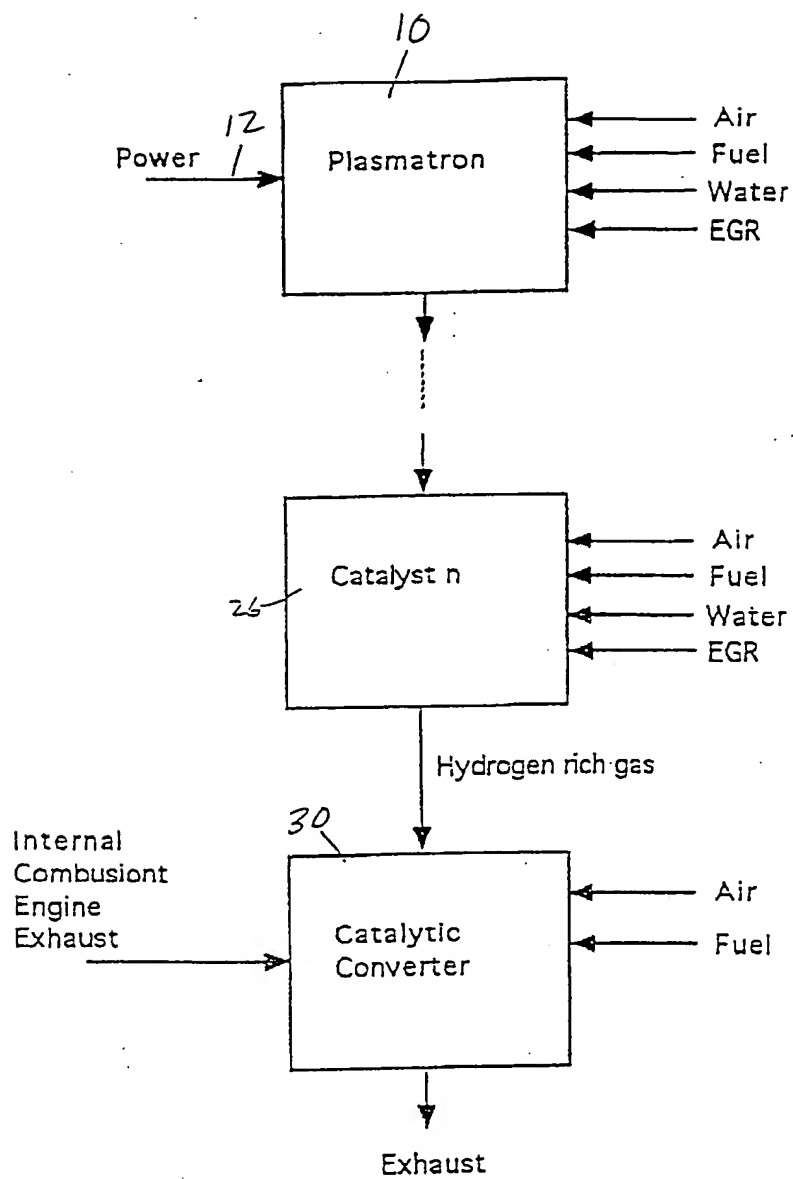 10
12
Power
Plasmatron
Air
Fuel
Water
EGR
Catalyst n
26
Air
Fuel
Water
EGR
Hydrogen rich gas
30
Internal
Combusiont
Engine
Exhaust
Catalytic
Converter
Air
Fuel
Exhaust